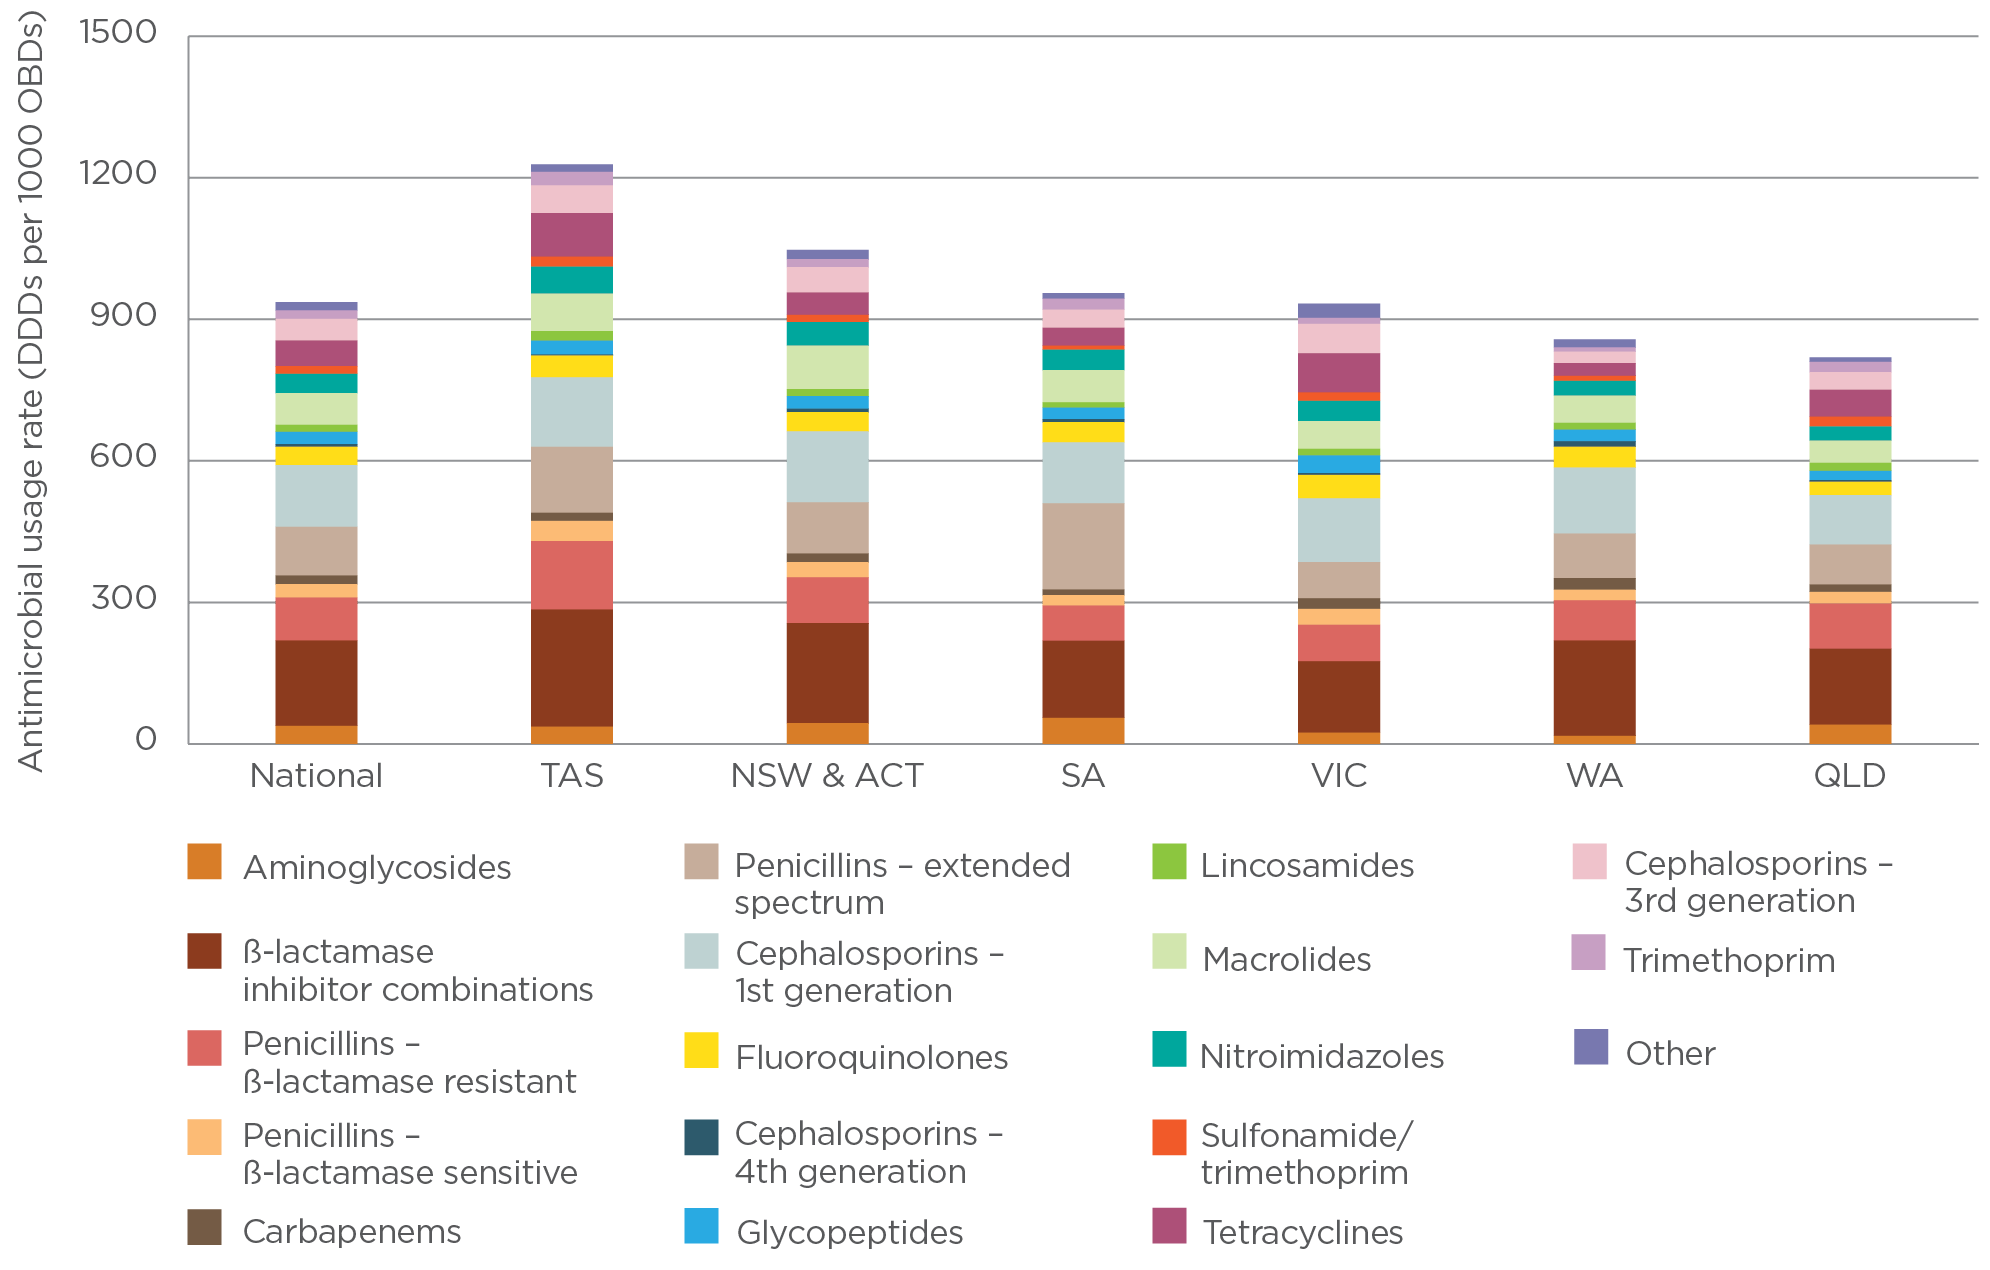 Antimicrobial usage rate (DDDs per 1000 OBDs)
1500
1200
900
600
300
0
National
TAS
NSW & ACT
SA
VIC
WA
QLD
Aminoglycosides
ß-lactamase
inhibitor combinations
Penicillins –
ß-lactamase resistant
Penicillins –
ß-lactamase sensitive
Carbapenems
Penicillins – extended
spectrum
Cephalosporins –
1st generation
Fluoroquinolones
Cephalosporins –
4th generation
Glycopeptides
Lincosamides
Macrolides
Nitroimidazoles
Sulfonamide/
trimethoprim
Tetracyclines
Cephalosporins –
3rd generation
Trimethoprim
Other